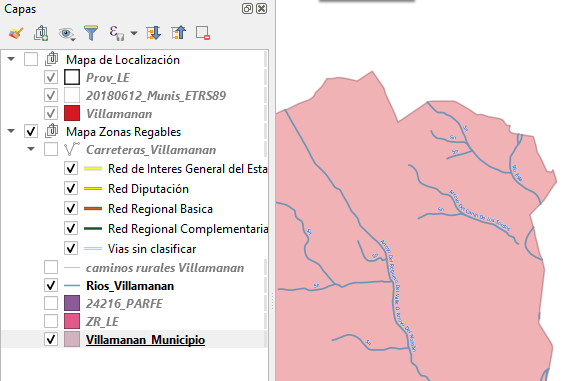 Capas
Mapa de Localización
Prov_LE
20180612_Munis_ETRS89
Villamanan
Mapa Zonas Regables
Carreteras_Villamanan
Red de Interes General del Esta
Red Diputación
Red Regional Basica
Red Regional Complementaria
Vias sin clasificar
caminos rurales Villamanan
Rios_Villamanan
24216_PARFE
ZR_LE
Villamanan_Municipio